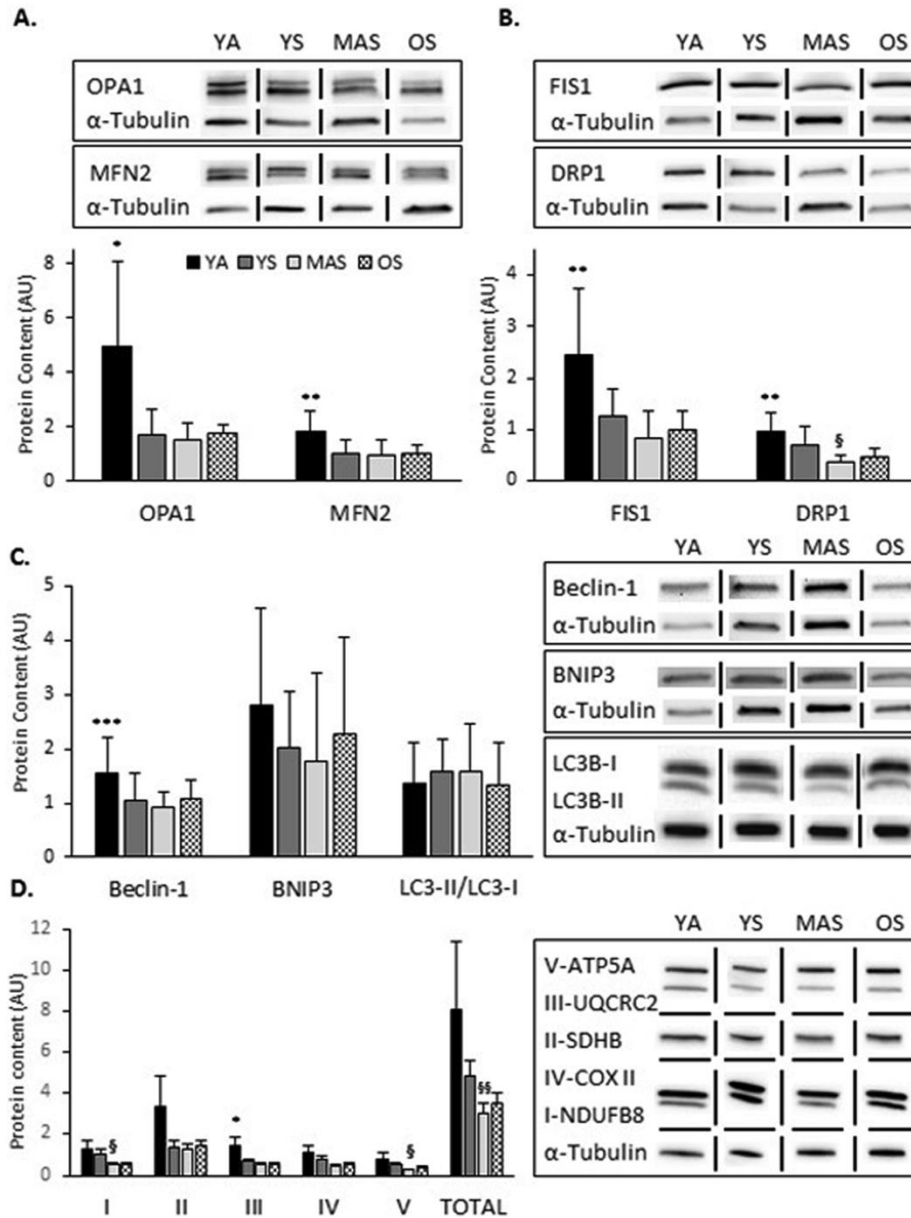 A.
YA YS MAS OS
OPA1
α-Tubulin
MFN2
α-Tubulin
Protein Content (AU)
8
6
4
2
0
*
YA YS MAS OS
**
OPA1 MFN2
B.
YA YS MAS OS
FIS1
α-Tubulin
DRP1
α-Tubulin
Protein Content (AU)
4
3
2
1
0
**
**
§
FIS1 DRP1
C.
Protein Content (AU)
5
4
3
2
1
0
***
Beclin-1 BNIP3 LC3-II/LC3-I
YA YS MAS OS
Beclin-1
α-Tubulin
BNIP3
α-Tubulin
LC3B-I
LC3B-II
α-Tubulin
D.
Protein content (AU)
12
10
8
6
4
2
0
§
*
§
§§
I II III IV V TOTAL
YA YS MAS OS
V-ATP5A
III-UQCRC2
II-SDHB
IV-COX II
I-NDUFB8
α-Tubulin